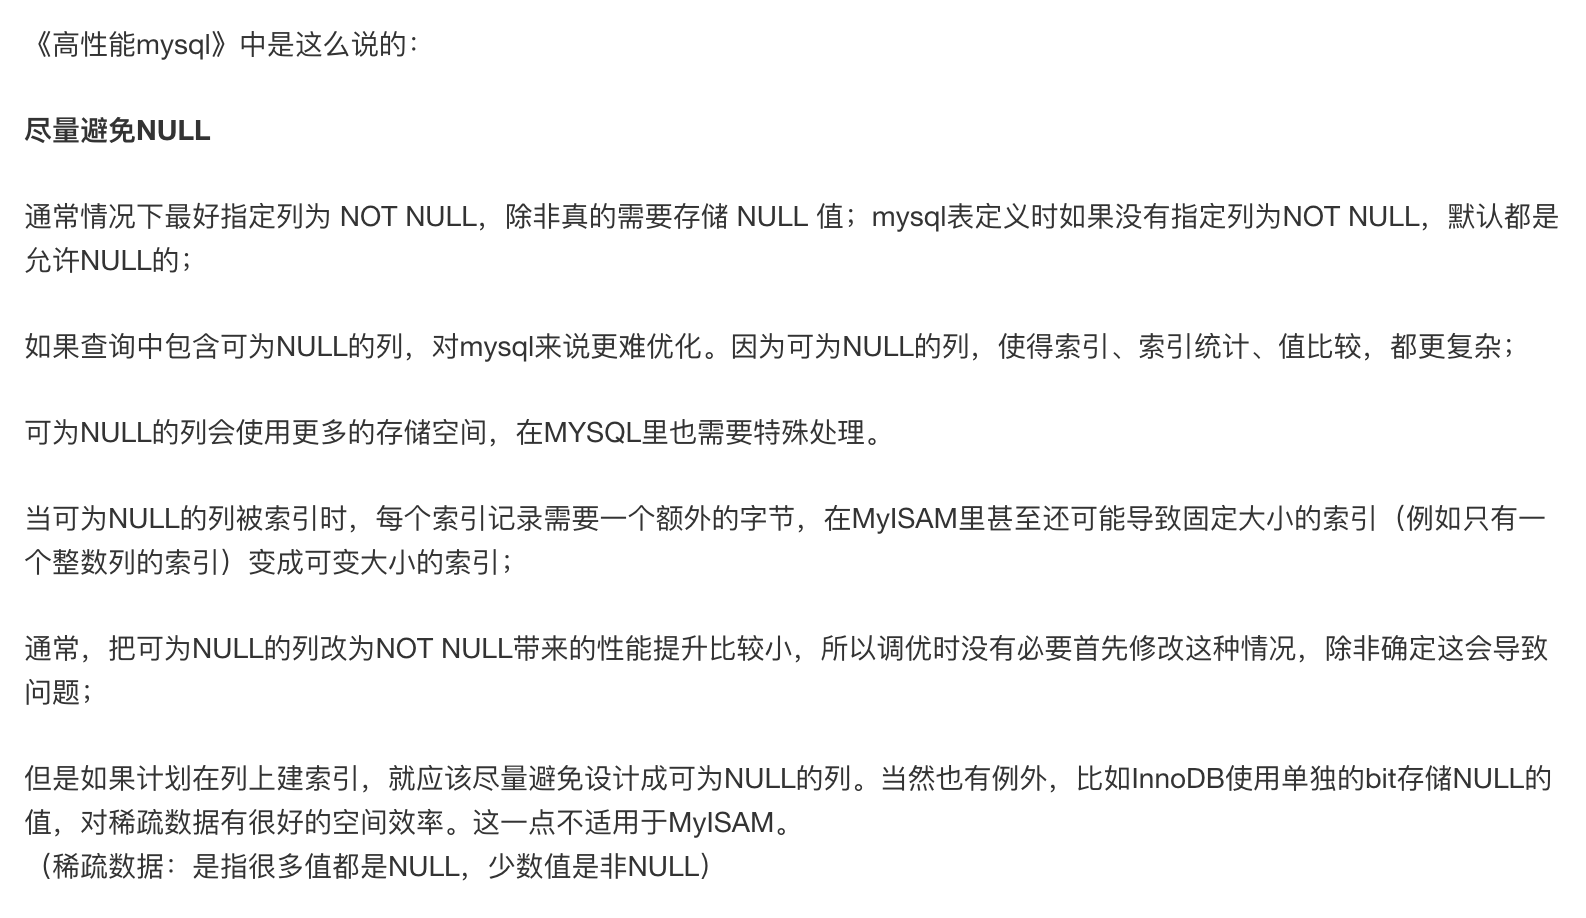 《高性能mysql》中是这么说的：
尽量避免NULL
通常情况下最好指定列为 NOT NULL，除非真的需要存储 NULL 值；mysql表定义时如果没有指定列为NOT NULL，默认都是
允许NULL的；
如果查询中包含可为NULL的列，对mysql来说更难优化。因为可为NULL的列，使得索引、索引统计、值比较，都更复杂；
可为NULL的列会使用更多的存储空间，在MYSQL里也需要特殊处理。
当可为NULL的列被索引时，每个索引记录需要一个额外的字节，在MyISAM里甚至还可能导致固定大小的索引（例如只有一
个整数列的索引）变成可变大小的索引；
通常，把可为NULL的列改为NOT NULL带来的性能提升比较小，所以调优时没有必要首先修改这种情况，除非确定这会导致
问题；
但是如果计划在列上建索引，就应该尽量避免设计成可为NULL的列。当然也有例外，比如InnoDB使用单独的bit存储NULL的
值，对稀疏数据有很好的空间效率。这一点不适用于MyISAM。
（稀疏数据：是指很多值都是NULL，少数值是非NULL）